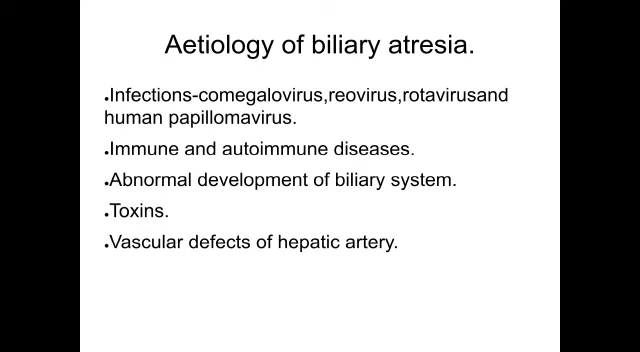 Aetiology of biliary atresia.
•Infections-comegalovirus,reovirus,rotavirusand
human papillomavirus.
•Immune and autoimmune diseases.
•Abnormal development of biliary system.
•Toxins.
•Vascular defects of hepatic artery.